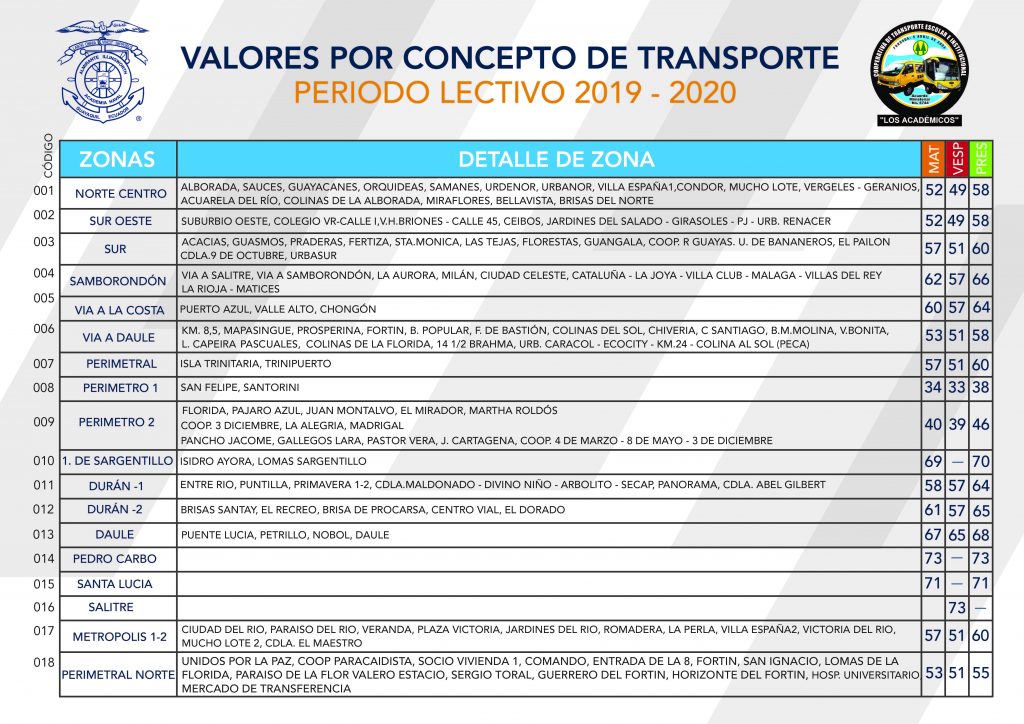 VALORES POR CONCEPTO DE TRANSPORTE
PERIODO LECTIVO 2019 - 2020
ALMIRANTE ILLINGWORTH
ACADEMIA NAVAL
GUAYAQUIL ECUADOR
®
COOPERATIVA DE TRANSPORTE ESCOLAR E INSTITUCIONAL
"LOS ACADÉMICOS"
CÓDIGO ZONAS DETALLE DE ZONA MAT VESP PRES
001 NORTE CENTRO ALBORADA, SAUCES, GUAYACANES, ORQUIDEAS, SAMANES, URDENOR, URBANOR, VILLA ESPAÑA1,CONDOR, MUCHO LOTE, VERGELES - GERANIOS, 52 49 58
ACUARELA DEL RÍO, COLINAS DE LA ALBORADA, MIRAFLORES, BELLAVISTA, BRISAS DEL NORTE
002 SUR OESTE SUBURBIO OESTE, COLEGIO VR-CALLE I,V.H.BRIONES - CALLE 45, CEIBOS, JARDINES DEL SALADO - GIRASOLES - PJ - URB. RENACER 52 49 58
003 SUR ACACIAS, GUASMOS, PRADERAS, FERTIZA, STA.MONICA, LAS TEJAS, FLORESTAS, GUANGALA, COOP. R GUAYAS. U. DE BANANEROS, EL PAILON 57 51 60
CDLA.9 DE OCTUBRE, URBASUR
004 SAMBORONDÓN VIA A SALITRE, VIA A SAMBORONDÓN, LA AURORA, MILÁN, CIUDAD CELESTE, CATALUÑA - LA JOYA - VILLA CLUB - MALAGA - VILLAS DEL REY 62 57 66
LA RIOJA - MATICES
005 VIA A LA COSTA PUERTO AZUL, VALLE ALTO, CHONGÓN 60 57 64
006 VIA A DAULE KM. 8,5, MAPASINGUE, PROSPERINA, FORTIN, B. POPULAR, F. DE BASTIÓN, COLINAS DEL SOL, CHIVERIA, C SANTIAGO, B.M.MOLINA, V.BONITA, 53 51 58
L. CAPEIRA PASCUALES, COLINAS DE LA FLORIDA, 14 1/2 BRAHMA, URB. CARACOL - ECOCITY - KM.24 - COLINA AL SOL (PECA)
007 PERIMETRAL ISLA TRINITARIA, TRINIPUERTO 57 51 60
008 PERIMETRO 1 SAN FELIPE, SANTORINI 34 33 38
009 PERIMETRO 2 FLORIDA, PAJARO AZUL, JUAN MONTALVO, EL MIRADOR, MARTHA ROLDÓS 40 39 46
COOP. 3 DICIEMBRE, LA ALEGRIA, MADRIGAL
PANCHO JACOME, GALLEGOS LARA, PASTOR VERA, J. CARTAGENA, COOP. 4 DE MARZO - 8 DE MAYO - 3 DE DICIEMBRE
010 1. DE SARGENTILLO ISIDRO AYORA, LOMAS SARGENTILLO 69 — 70
011 DURÁN -1 ENTRE RIO, PUNTILLA, PRIMAVERA 1-2, CDLA.MALDONADO - DIVINO NIÑO - ARBOLITO - SECAP, PANORAMA, CDLA. ABEL GILBERT 58 57 64
012 DURÁN -2 BRISAS SANTAY, EL RECREO, BRISA DE PROCARSA, CENTRO VIAL, EL DORADO 61 57 65
013 DAULE PUENTE LUCIA, PETRILLO, NOBOL, DAULE 67 65 68
014 PEDRO CARBO 73 — 73
015 SANTA LUCIA 71 — 71
016 SALITRE 73 —
017 METROPOLIS 1-2 CIUDAD DEL RIO, PARAISO DEL RIO, VERANDA, PLAZA VICTORIA, JARDINES DEL RIO, ROMADERA, LA PERLA, VILLA ESPAÑA2, VICTORIA DEL RIO, 57 51 60
MUCHO LOTE 2, CDLA. EL MAESTRO
018 PERIMETRAL NORTE UNIDOS POR LA PAZ, COOP PARACAIDISTA, SOCIO VIVIENDA 1, COMANDO, ENTRADA DE LA 8, FORTIN, SAN IGNACIO, LOMAS DE LA 53 51 55
FLORIDA, PARAISO DE LA FLOR VALERO ESTACIO, SERGIO TORAL, GUERRERO DEL FORTIN, HORIZONTE DEL FORTIN, HOSP. UNIVERSITARIO
MERCADO DE TRANSFERENCIA